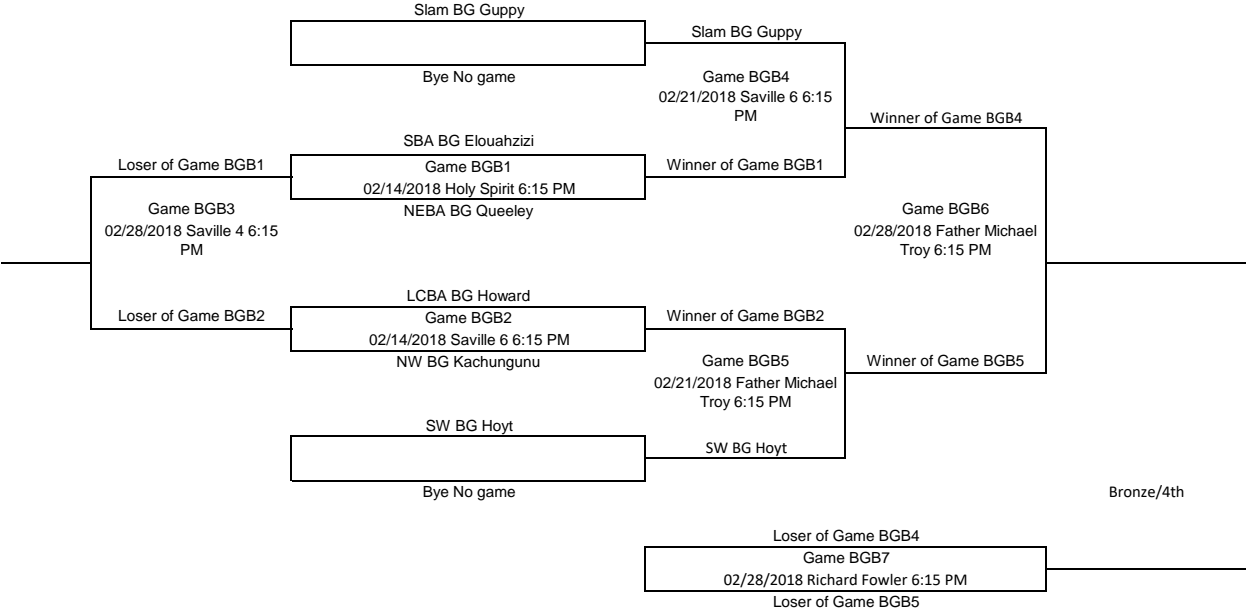 Slam BG Guppy
Slam BG Guppy
Bye No game
Game BGB4
02/21/2018 Saville 6 6:15
PM
Winner of Game BGB4
SBA BG Elouahzizi
Loser of Game BGB1
Game BGB1
Winner of Game BGB1
02/14/2018 Holy Spirit 6:15 PM
NEBA BG Queeley
Game BGB3
02/28/2018 Saville 4 6:15
PM
Game BGB6
02/28/2018 Father Michael
Troy 6:15 PM
LCBA BG Howard
Loser of Game BGB2
Game BGB2
Winner of Game BGB2
02/14/2018 Saville 6 6:15 PM
NW BG Kachungunu
Game BGB5
02/21/2018 Father Michael
Troy 6:15 PM
Winner of Game BGB5
SW BG Hoyt
SW BG Hoyt
Bye No game
Bronze/4th
Loser of Game BGB4
Game BGB7
02/28/2018 Richard Fowler 6:15 PM
Loser of Game BGB5